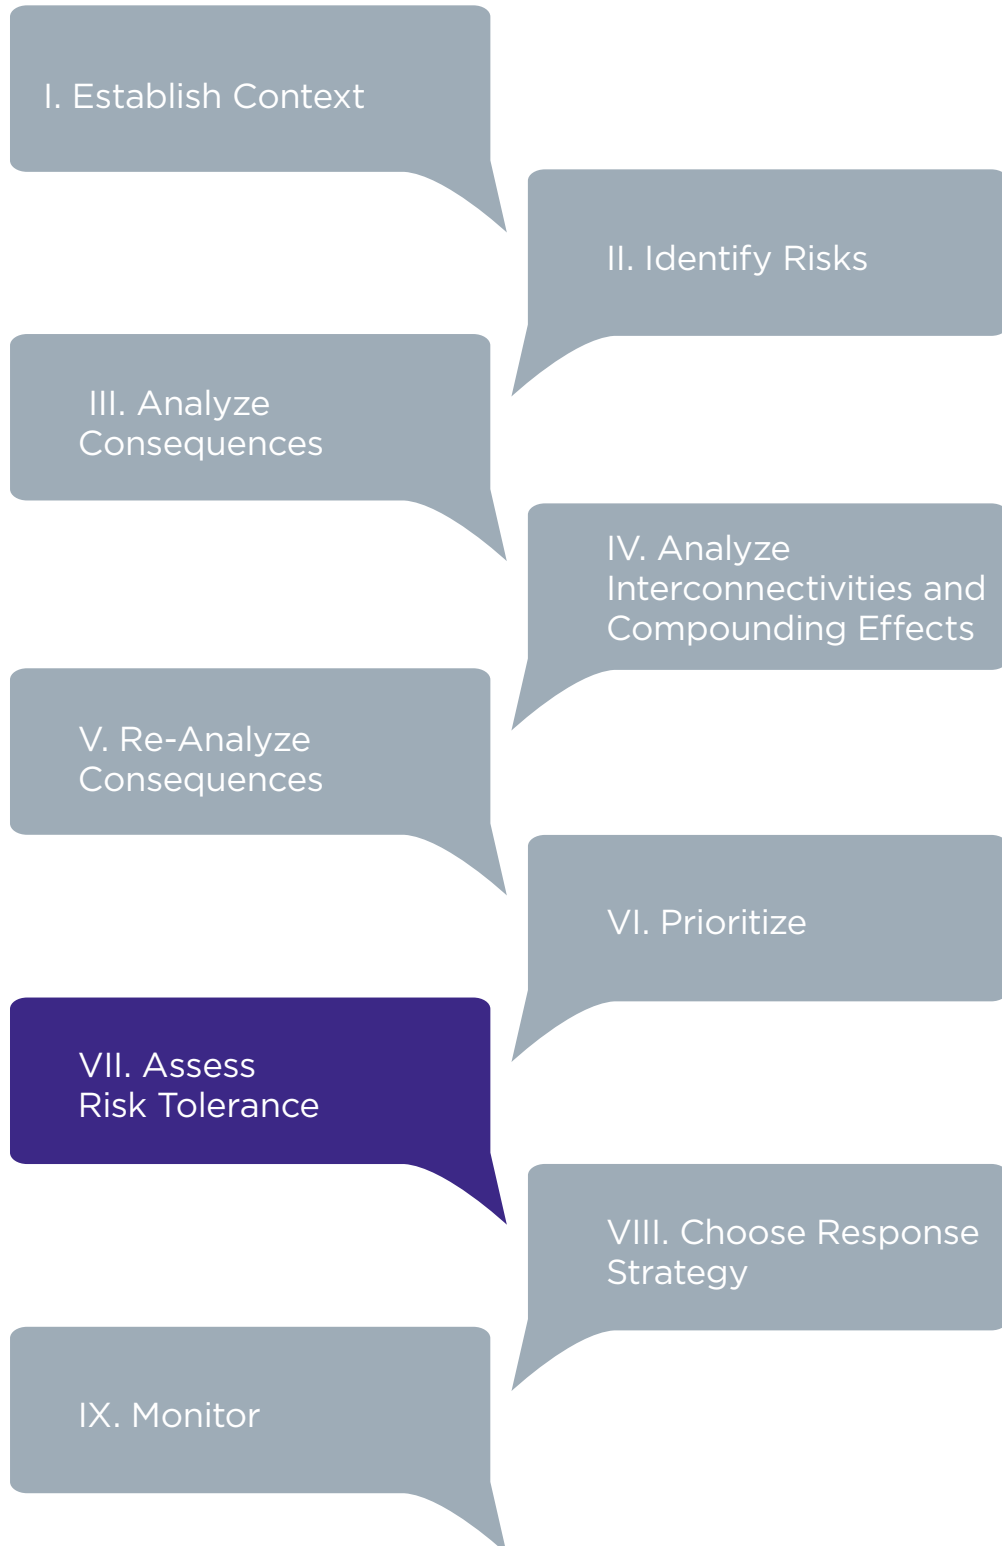 I. Establish Context
II. Identify Risks
III. Analyze
Consequences
IV. Analyze
Interconnectivities and
Compounding Effects
V. Re-Analyze
Consequences
VI. Prioritize
VII. Assess
Risk Tolerance
VIII. Choose Response
Strategy
IX. Monitor